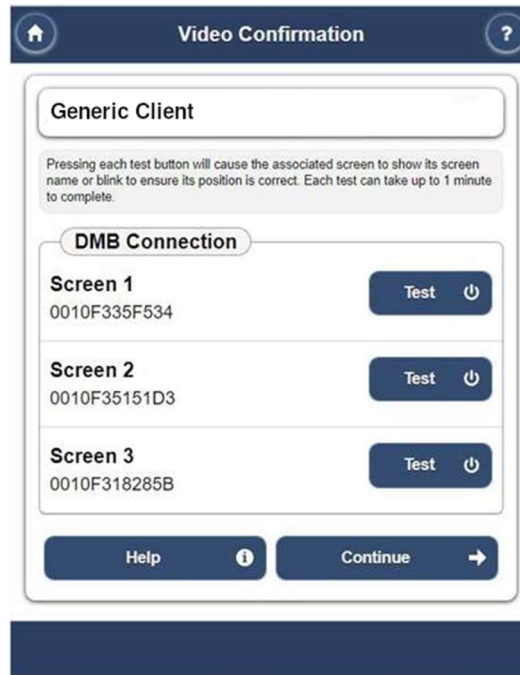 Video Confirmation
?
Generic Client
Pressing each test button will cause the associated screen to show its screen
name or blink to ensure its position is correct. Each test can take up to 1 minute
to complete.
DMB Connection
Screen 1
Test
0010F335F534
Screen 2
Test
0010F35151D3
Screen 3
Test
0010F318285B
Help i
Continue